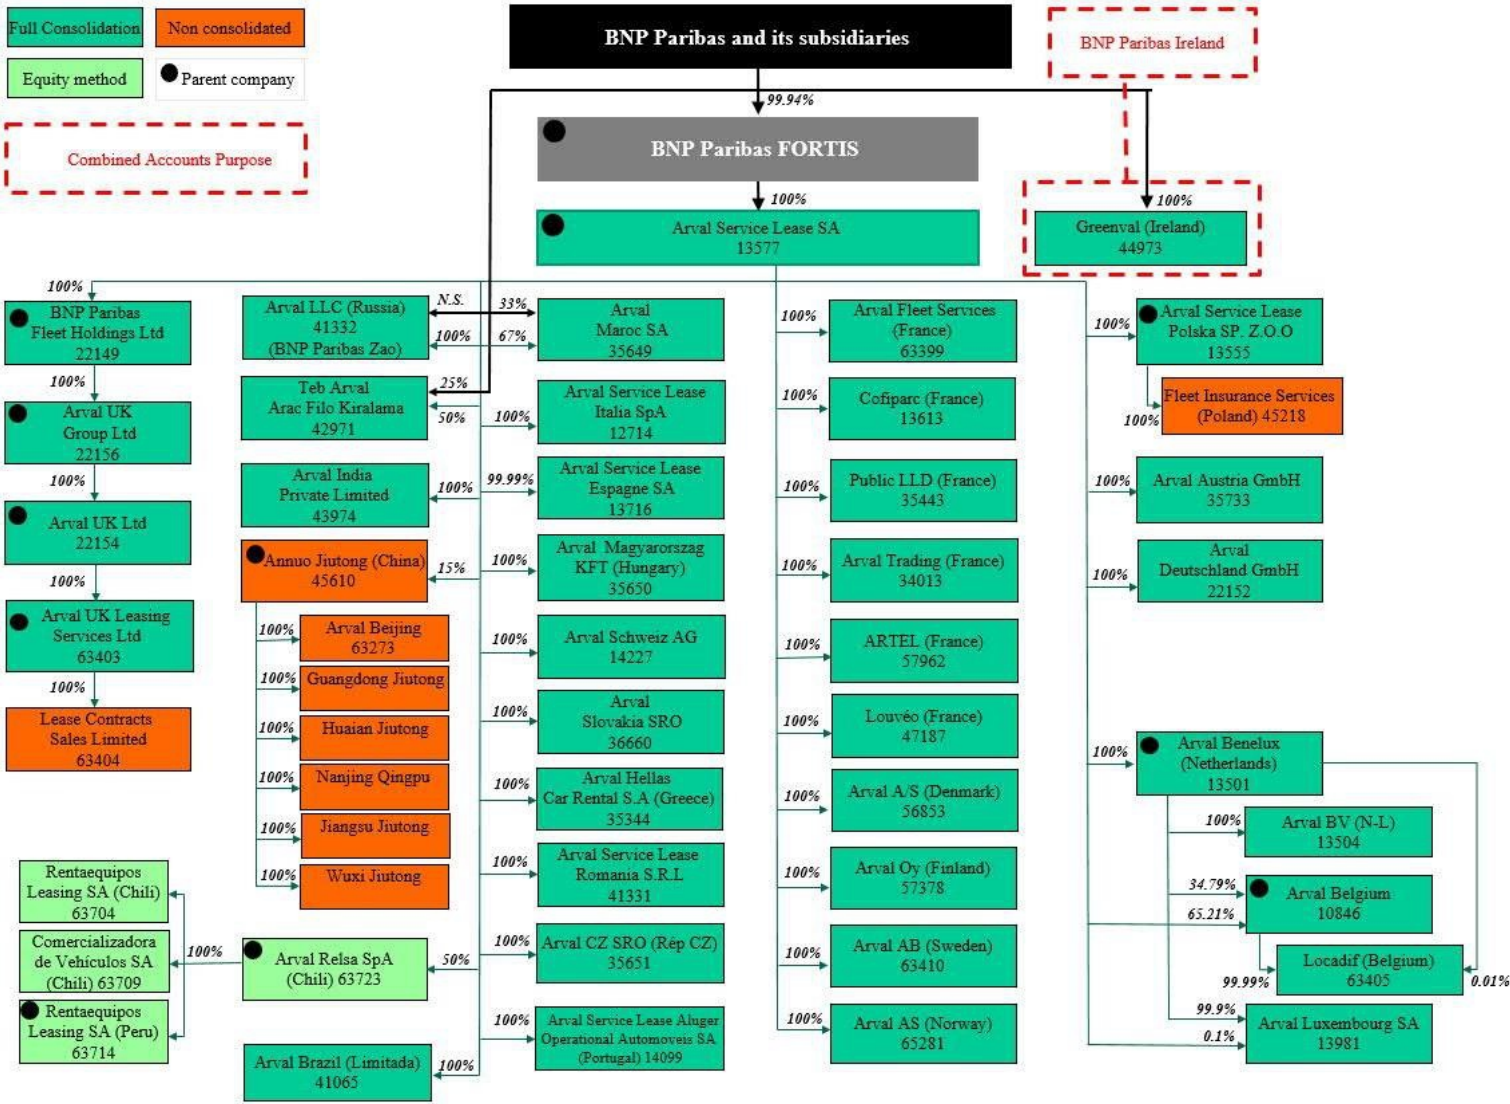 Full Consolidation
Non consolidated
Equity method
Parent company
Combined Accounts Purpose
BNP Paribas and its subsidiaries
BNP Paribas Ireland
99.94%
BNP Paribas FORTIS
100%
Arval Service Lease SA
13577
100%
Greenval (Ireland)
44973
100%
BNP Paribas
Fleet Holdings Ltd
22149
100%
Arval UK
Group Ltd
22156
100%
Arval UK Ltd
22154
100%
Arval UK Leasing
Services Ltd
63403
100%
Lease Contracts
Sales Limited
63404
Rentaequipos
Leasing SA (Chili)
63704
Comercializadora
de Vehículos SA
(Chili) 63709
100%
Rentaequipos
Leasing SA (Peru)
63714
Arval LLC (Russia)
41332
(BNP Paribas Zao)
N.S.
33%
100%
67%
Teb Arval
Arac Filo Kiralama
42971
25%
50%
Arval India
Private Limited
43974
100%
Annuo Jiutong (China)
45610
15%
100%
Arval Beijing
63273
100%
Guangdong Jiutong
100%
Huaian Jiutong
100%
Nanjing Qingpu
100%
Jiangsu Jiutong
100%
Wuxi Jiutong
Arval Relsa SpA
(Chili) 63723
50%
Arval Brazil (Limitada)
41065
100%
Arval
Maroc SA
35649
100%
Arval Service Lease
Italia SpA
12714
99.99%
Arval Service Lease
Espagne SA
13716
100%
Arval Magyarorszag
KFT (Hungary)
35650
100%
Arval Schweiz AG
14227
100%
Arval
Slovakia SRO
36660
100%
Arval Hellas
Car Rental S.A (Greece)
35344
100%
Arval Service Lease
Romania S.R.L
41331
100%
Arval CZ SRO (Rép CZ)
35651
100%
Arval Service Lease Aluger
Operational Automoveis SA
(Portugal) 14099
100%
Arval Fleet Services
(France)
63399
100%
Cofiparc (France)
13613
100%
Public LLD (France)
35443
100%
Arval Trading (France)
34013
100%
ARTEL (France)
57962
100%
Louvéo (France)
47187
100%
Arval A/S (Denmark)
56853
100%
Arval Oy (Finland)
57378
100%
Arval AB (Sweden)
63410
100%
Arval AS (Norway)
65281
100%
Arval Service Lease
Polska SP. Z.O.O
13555
100%
Fleet Insurance Services
(Poland) 45218
100%
Arval Austria GmbH
35733
100%
Arval
Deutschland GmbH
22152
100%
Arval Benelux
(Netherlands)
13501
100%
Arval BV (N-L)
13504
34.79%
65.21%
Arval Belgium
10846
99.99%
Locadif (Belgium)
63405
0.01%
99.9%
0.1%
Arval Luxembourg SA
13981